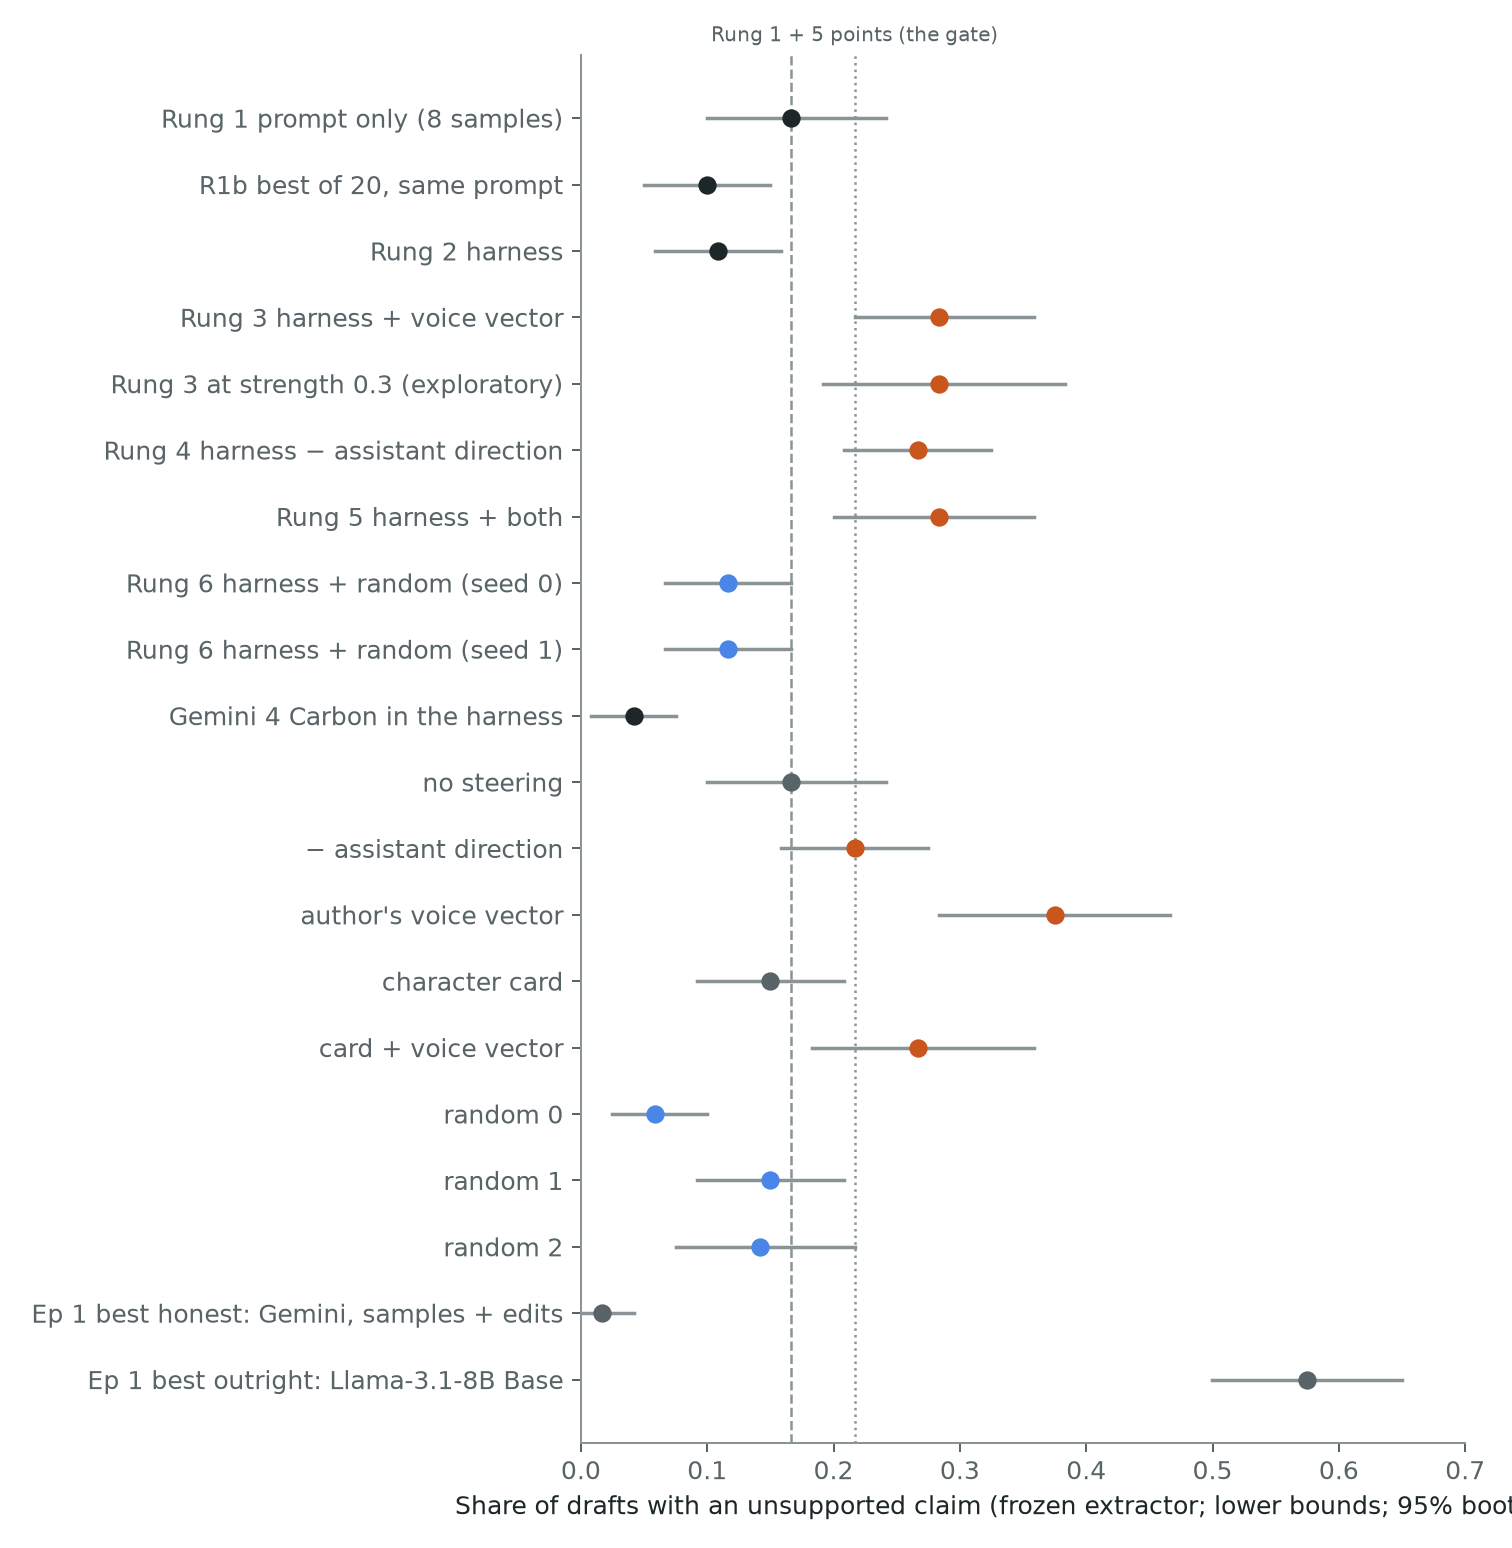 Rung 1 + 5 points (the gate)
Rung 1 prompt only (8 samples)
R1b best of 20, same prompt
Rung 2 harness
Rung 3 harness + voice vector
Rung 3 at strength 0.3 (exploratory)
Rung 4 harness − assistant direction
Rung 5 harness + both
Rung 6 harness + random (seed 0)
Rung 6 harness + random (seed 1)
Gemini 4 Carbon in the harness
no steering
− assistant direction
author's voice vector
character card
card + voice vector
random 0
random 1
random 2
Ep 1 best honest: Gemini, samples + edits
Ep 1 best outright: Llama-3.1-8B Base
0.0 0.1 0.2 0.3 0.4 0.5 0.6 0.7
Share of drafts with an unsupported claim (frozen extractor; lower bounds; 95% boot